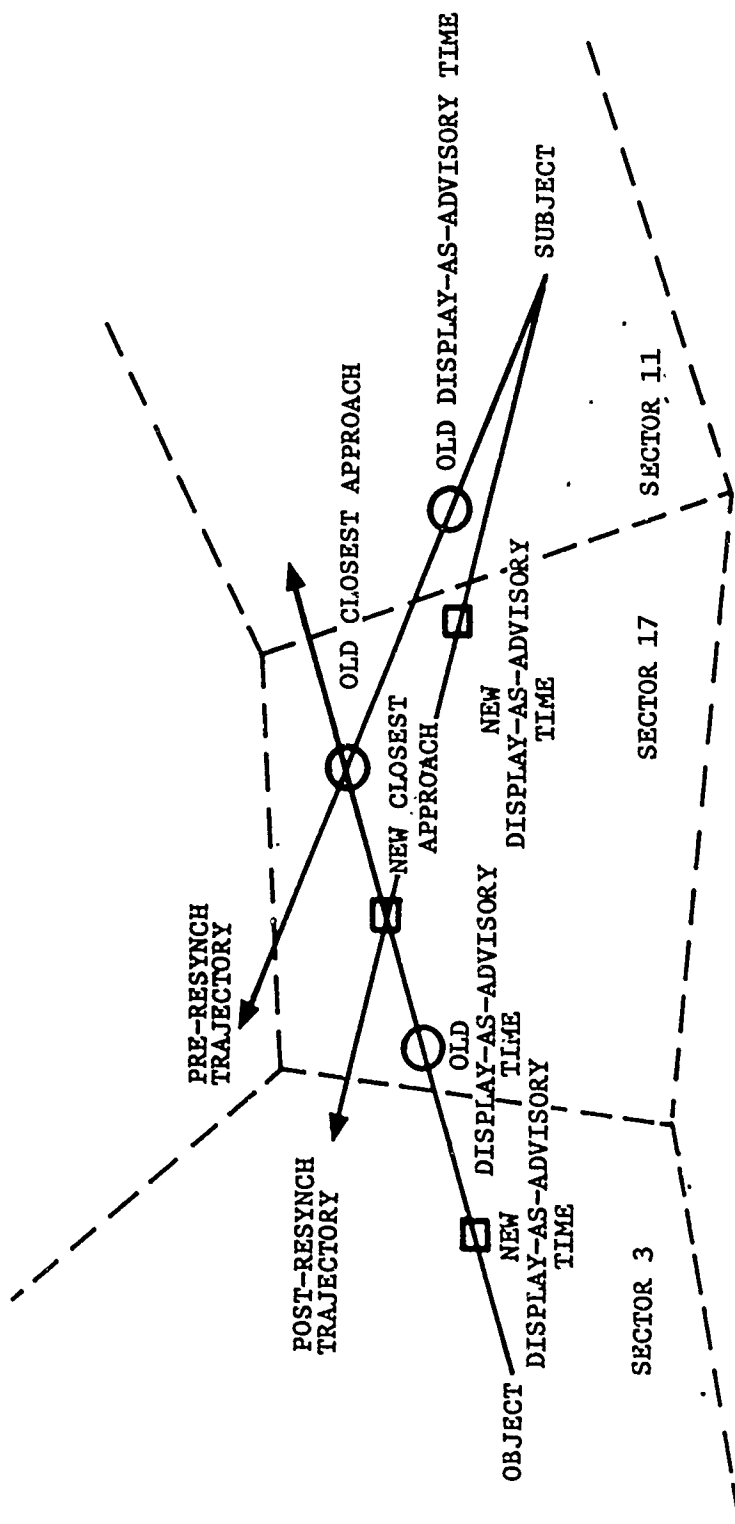 PRE-RESYNCH
TRAJECTORY
POST-RESYNCH
TRAJECTORY
OLD CLOSEST APPROACH
OLD DISPLAY-AS-ADVISORY TIME
NEW CLOSEST
APPROACH
SUBJECT
OLD
DISPLAY-AS-ADVISORY
TIME
NEW
DISPLAY-AS-ADVISORY
TIME
OBJECT
NEW
DISPLAY-AS-ADVISORY
TIME
SECTOR 3
SECTOR 17
SECTOR 11